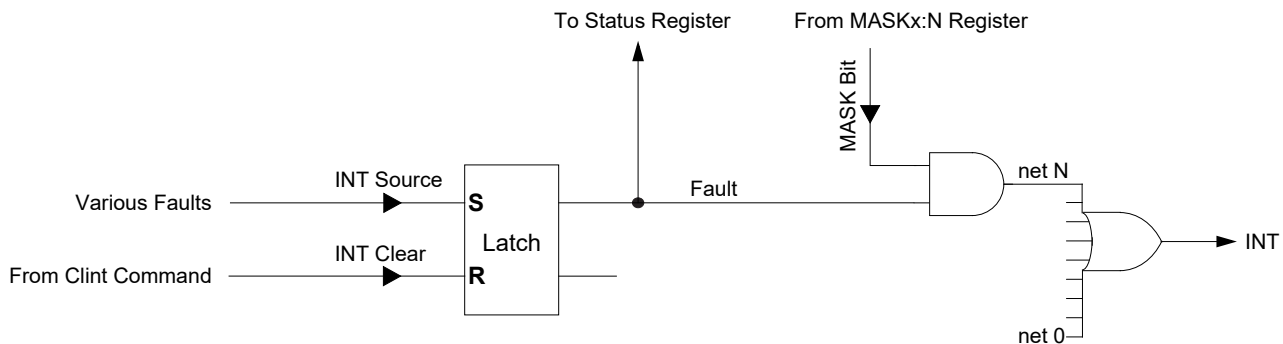 To Status Register
From MASKx:N Register
MASK Bit
Various Faults
INT Source
S
Fault
net N
Latch
INT
From Clint Command
INT Clear
R
net 0